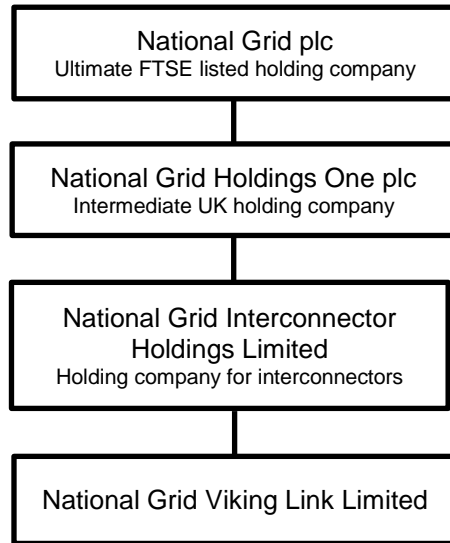 National Grid plc
Ultimate FTSE listed holding company
National Grid Holdings One plc
Intermediate UK holding company
National Grid Interconnector
Holdings Limited
Holding company for interconnectors
National Grid Viking Link Limited